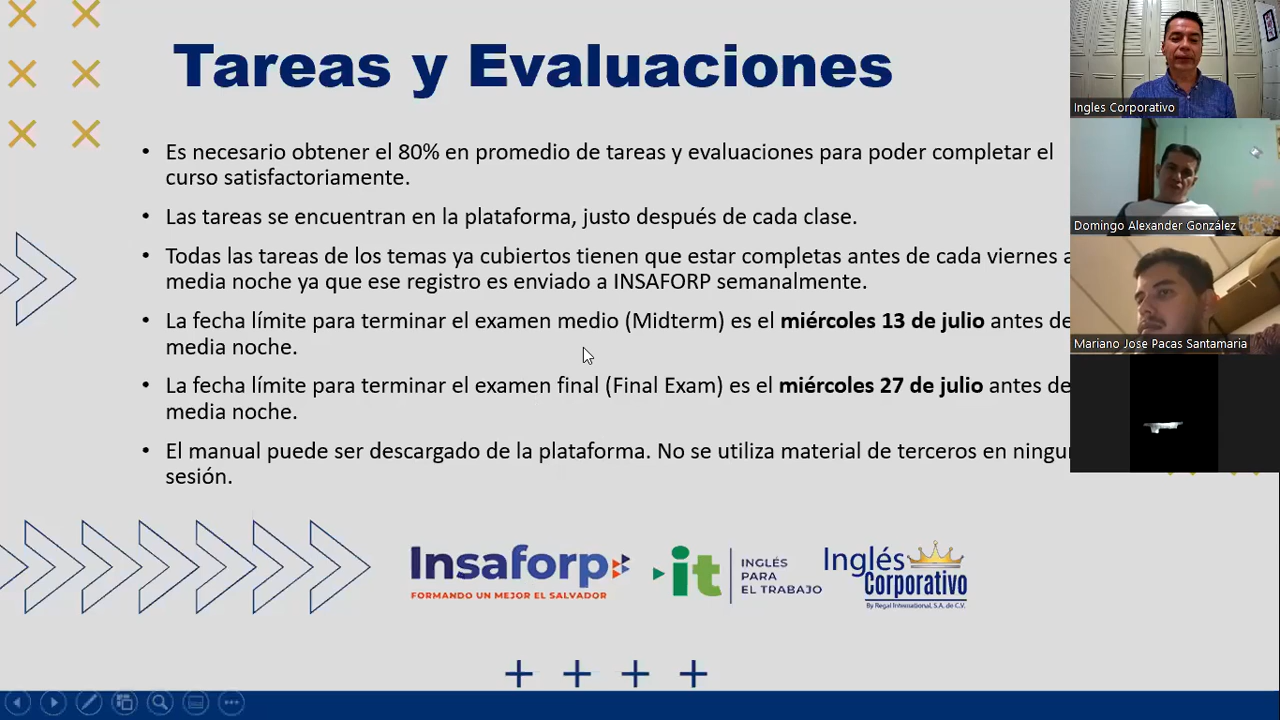 Tareas y Evaluaciones
• Es necesario obtener el 80% en promedio de tareas y evaluaciones para poder completar el
curso satisfactoriamente.
• Las tareas se encuentran en la plataforma, justo después de cada clase.
• Todas las tareas de los temas ya cubiertos tienen que estar completas antes de cada viernes a
media noche ya que ese registro es enviado a INSAFORP semanalmente.
• La fecha límite para terminar el examen medio (Midterm) es el miércoles 13 de julio antes de
media noche.
• La fecha límite para terminar el examen final (Final Exam) es el miércoles 27 de julio antes de
media noche.
• El manual puede ser descargado de la plataforma. No se utiliza material de terceros en
sesión.
Insaforp
FORMANDO UN MEJOR EL SALVADOR
it
INGLÉS
PARA
EL TRABAJO
Inglés
Corporativo
By Regal International, S.A. de C.V.
Ingles Corporativo
Domingo Alexander González
Mariano Jose Pacas Santamaria